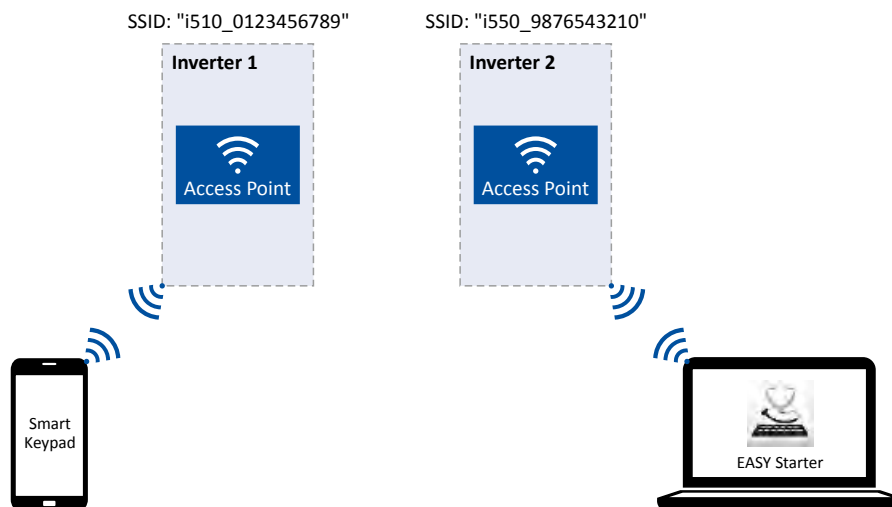 SSID: "i510_0123456789"
SSID: "i550_9876543210"
Inverter 1
Inverter 2
Access Point
Access Point
Smart
Keypad
EASY Starter